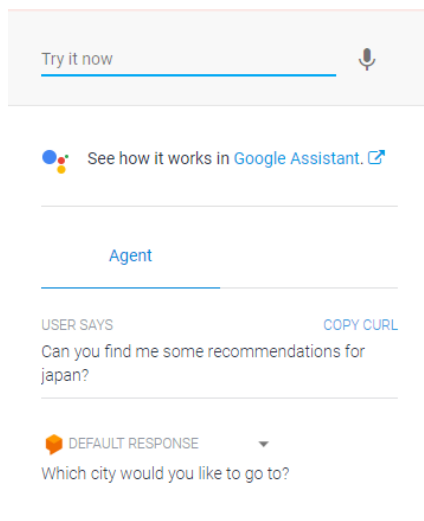 Try it now
See how it works in Google Assistant.
Agent
USER SAYS COPY CURL
Can you find me some recommendations for
japan?
DEFAULT RESPONSE
Which city would you like to go to?